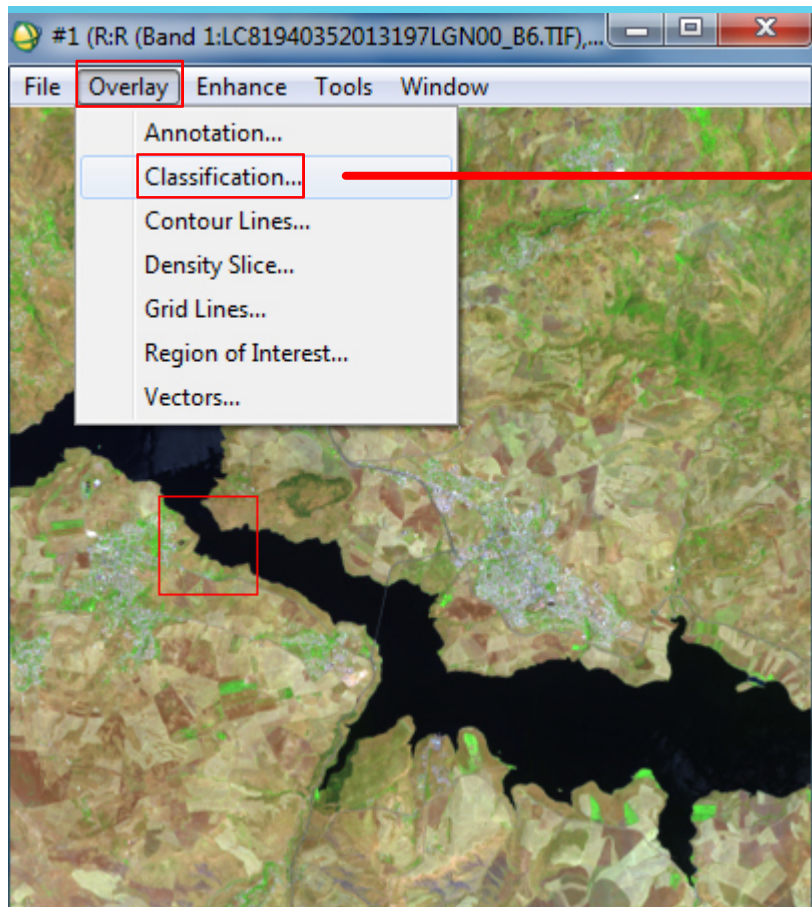 #1 (R:R (Band 1:LC81940352013197LGN00_B6.TIF),...
File Overlay Enhance Tools Window
Annotation...
Classification...
Contour Lines...
Density Slice...
Grid Lines...
Region of Interest...
Vectors...